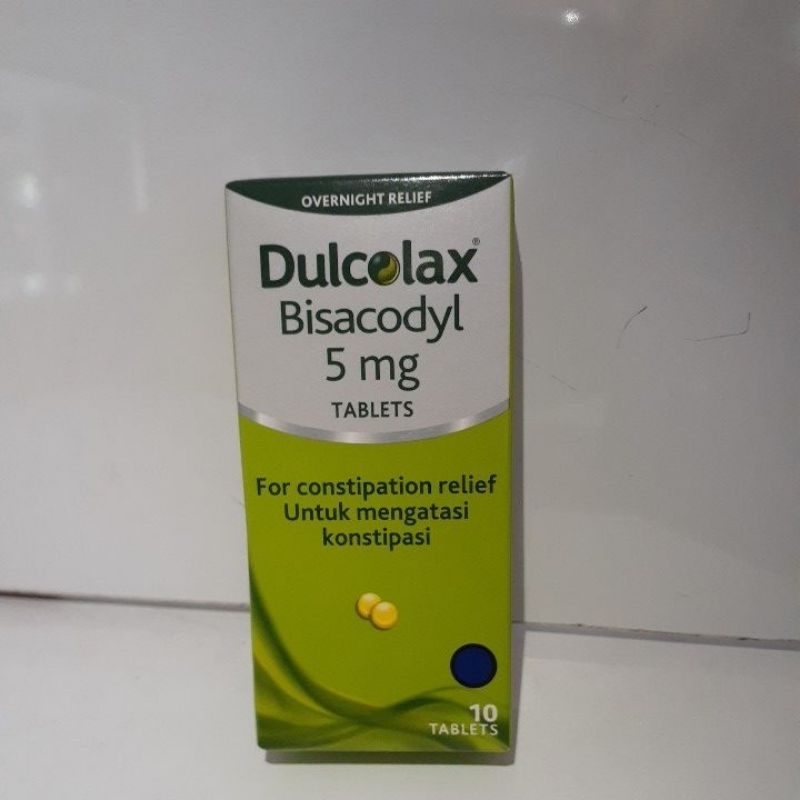 OVERNIGHT RELIEF
Dulcolax®
Bisacodyl
5 mg
TABLETS
For constipation relief
Untuk mengatasi
konstipasi
10
TABLETS